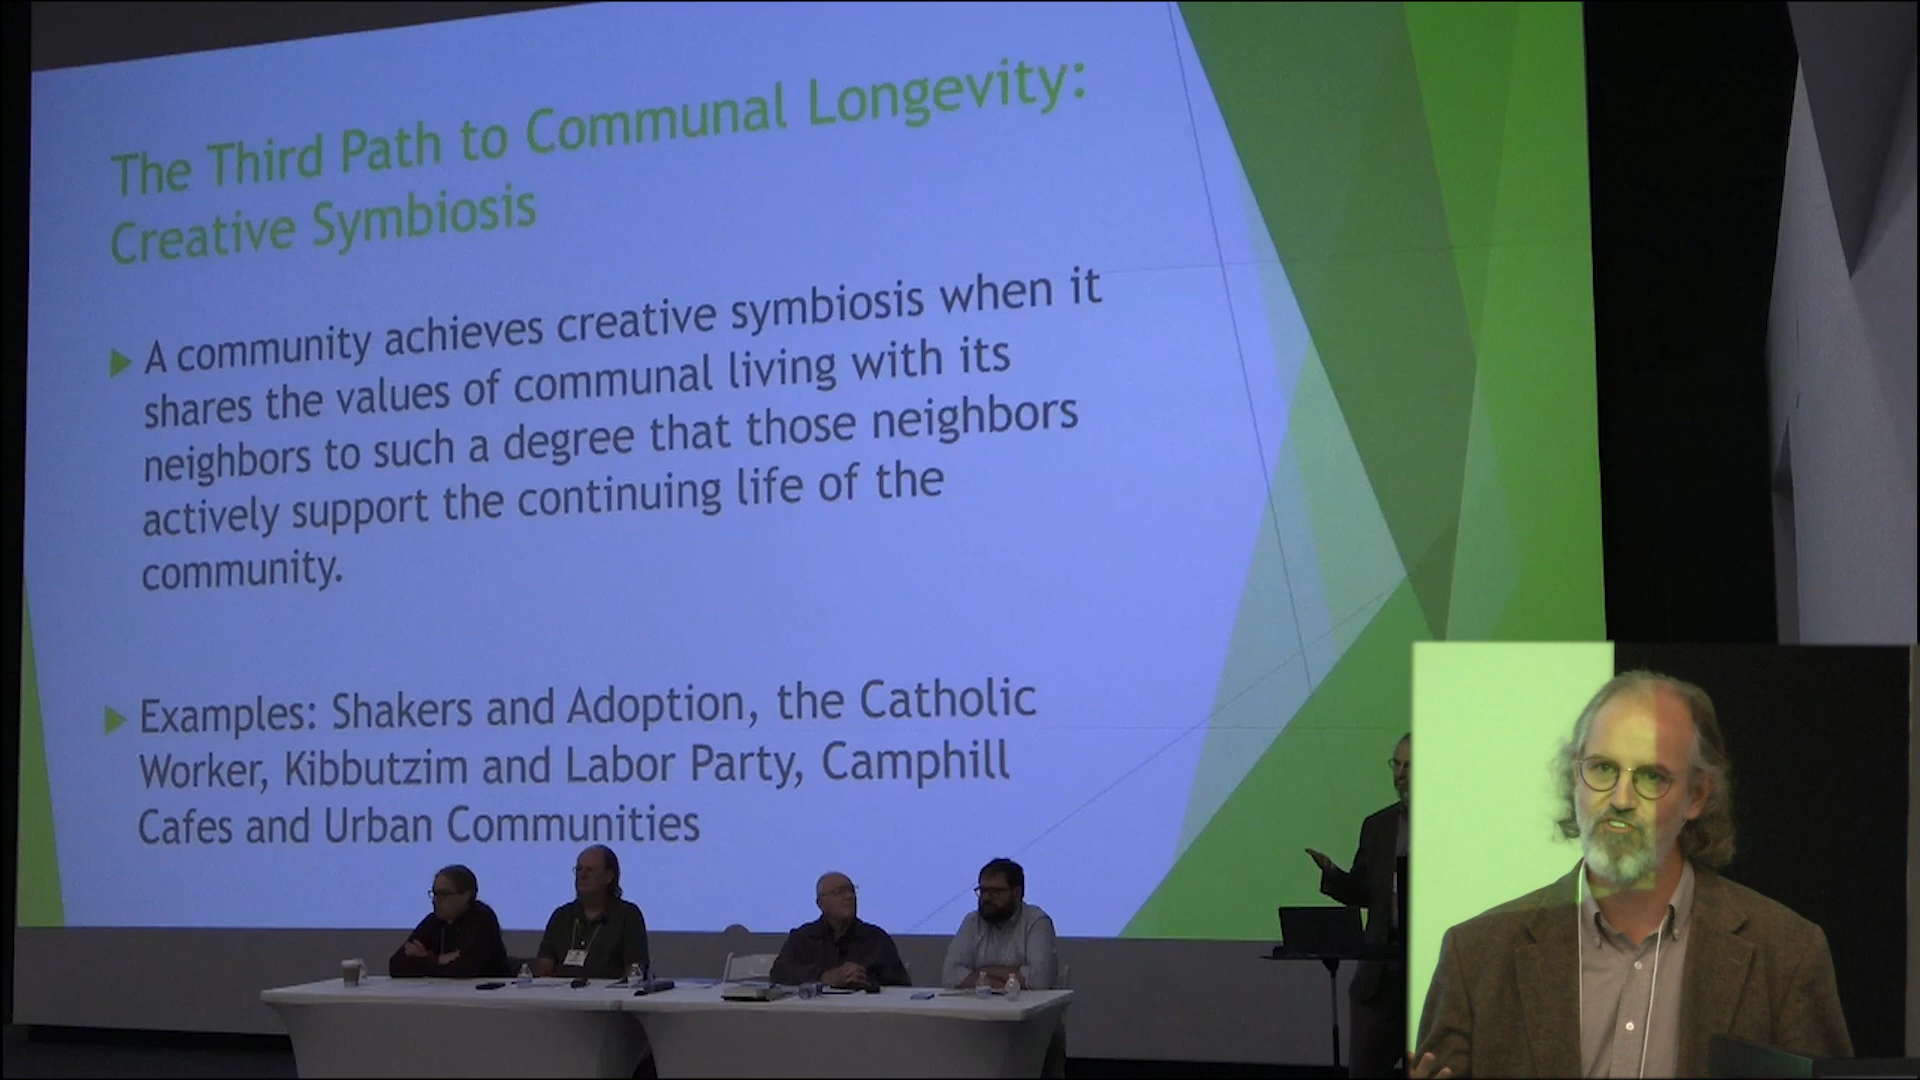 The Third Path to Communal Longevity:
Creative Symbiosis
A community achieves creative symbiosis when it
shares the values of communal living with its
neighbors to such a degree that those neighbors
actively support the continuing life of the
community.
Examples: Shakers and Adoption, the Catholic
Worker, Kibbutzim and Labor Party, Camphill
Cafes and Urban Communities